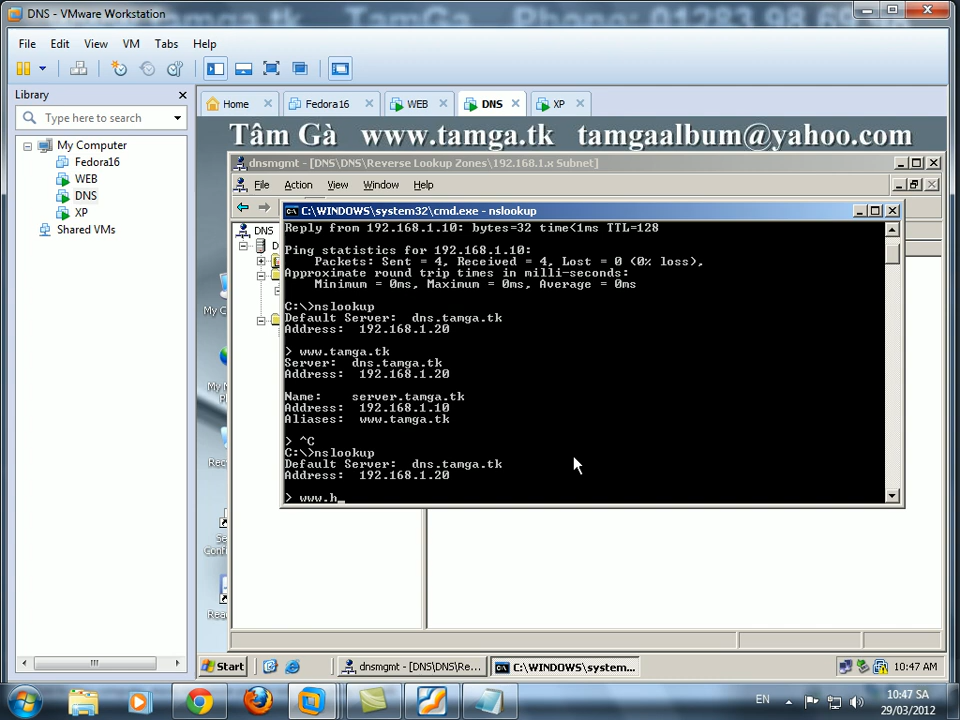 DNS - VMware Workstation
File Edit View VM Tabs Help
Library
Type here to search
My Computer
Fedora16
WEB
DNS
XP
Shared VMs
Home Fedora16 WEB DNS XP
Tâm Gà www.tamga.tk tamgaalbum@yahoo.com
dnsmgmt - [DNS\DNS\Reverse Lookup Zones\192.168.1.x Subnet]
File Action View Window Help
DNS
C:\WINDOWS\system32\cmd.exe - nslookup
Reply from 192.168.1.10: bytes=32 time<1ms TTL=128
Ping statistics for 192.168.1.10:
Packets: Sent = 4, Received = 4, Lost = 0 (0% loss),
Approximate round trip times in milli-seconds:
Minimum = 0ms, Maximum = 0ms, Average = 0ms
C:\>nslookup
Default Server: dns.tamga.tk
Address: 192.168.1.20
> www.tamga.tk
Server: dns.tamga.tk
Address: 192.168.1.20
Name: server.tamga.tk
Address: 192.168.1.10
Aliases: www.tamga.tk
> ^C
C:\>nslookup
Default Server: dns.tamga.tk
Address: 192.168.1.20
> www.h_
Start dnsmgmt - [DNS\DNS\Re... C:\WINDOWS\system... 10:47 AM
EN 10:47 SA
29/03/2012